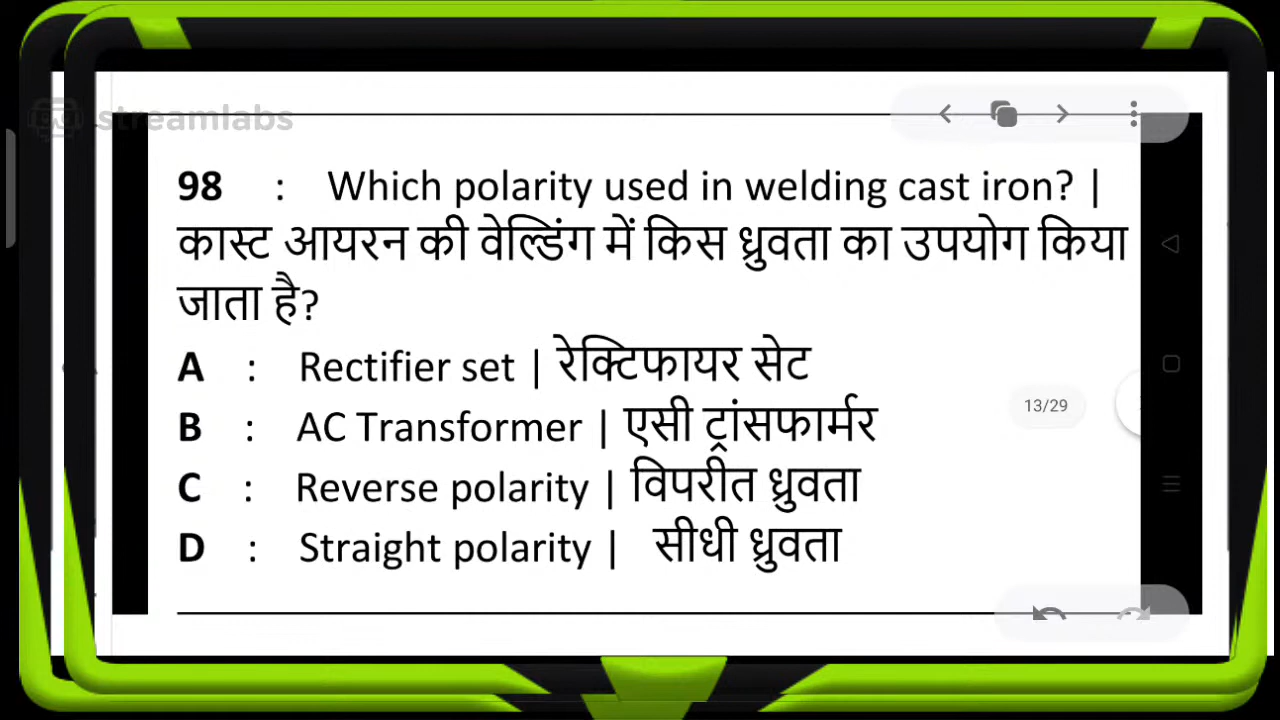 streamlabs
98 : Which polarity used in welding cast iron? |
कास्ट आयरन की वेल्डिंग में किस ध्रुवता का उपयोग किया
जाता है?
A : Rectifier set | रेक्टिफायर सेट
B : AC Transformer | एसी ट्रांसफार्मर
13/29
C : Reverse polarity | विपरीत ध्रुवता
D : Straight polarity | सीधी ध्रुवता